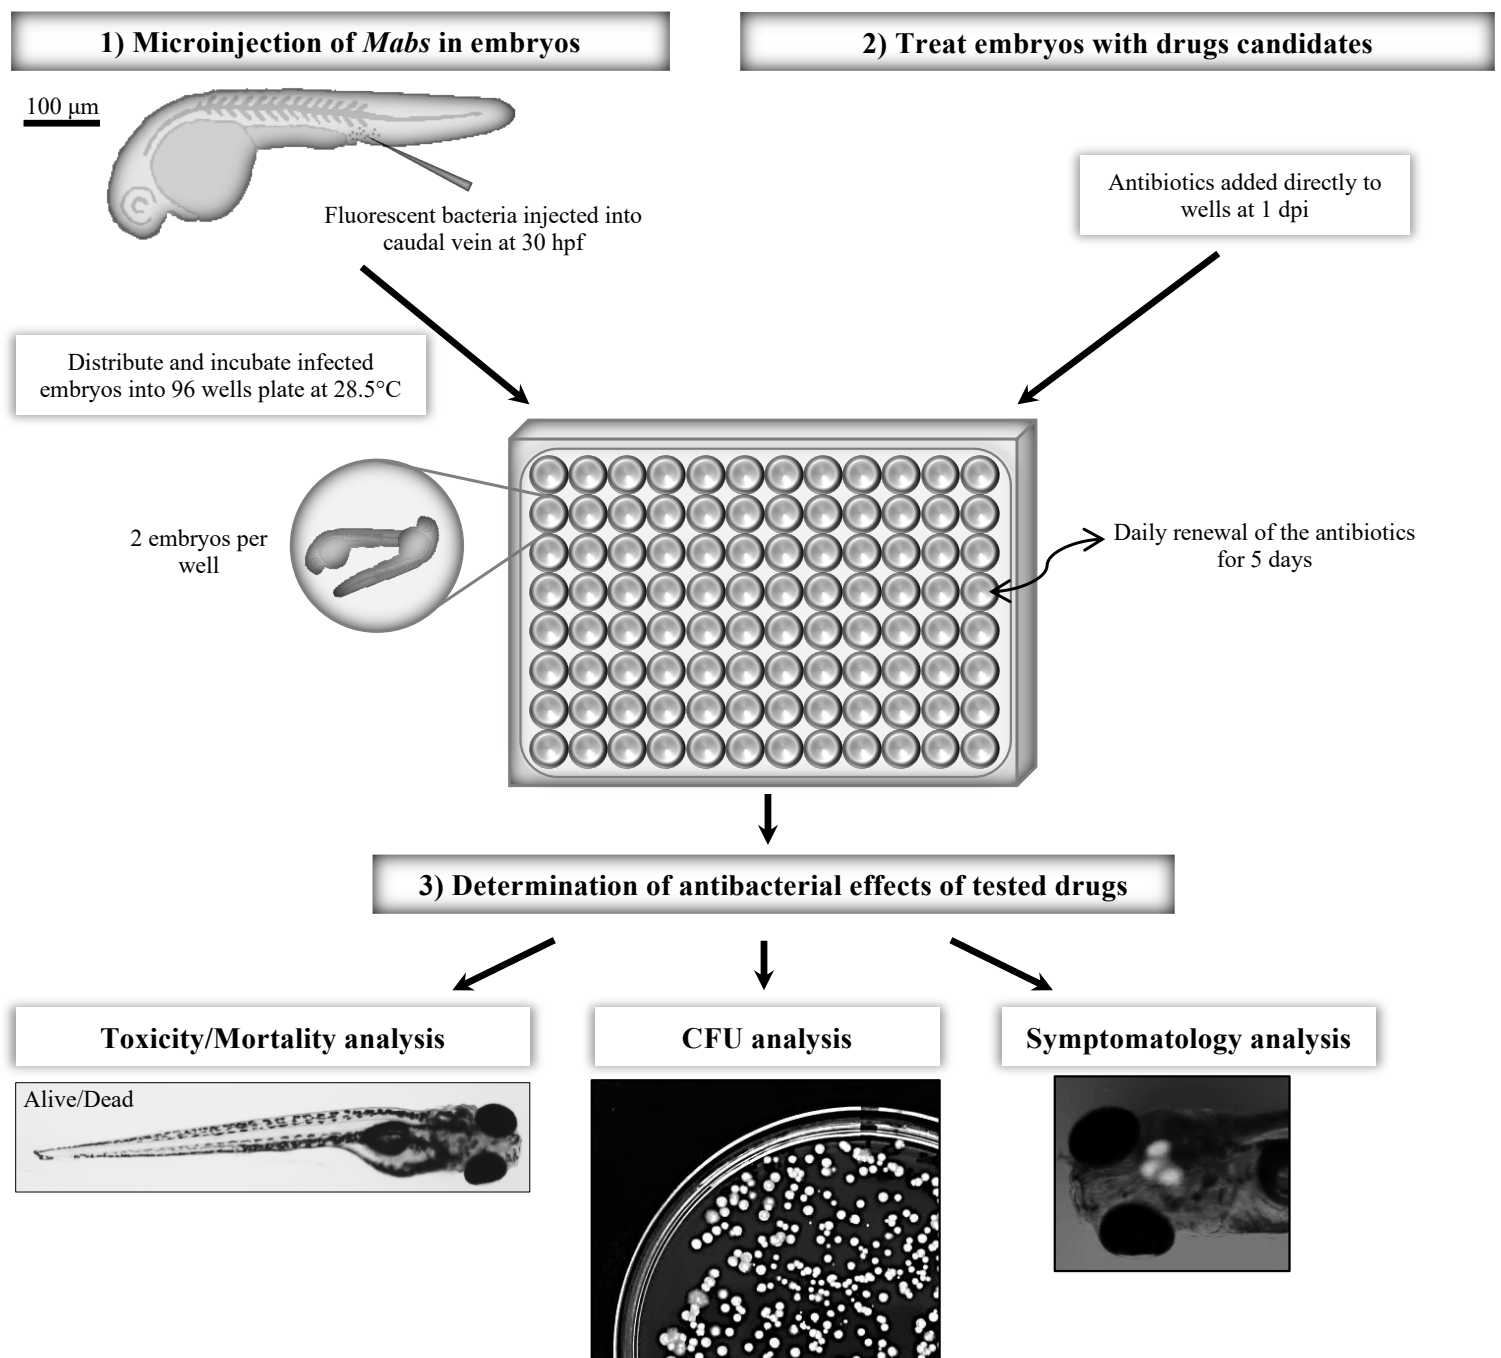 1) Microinjection of Mabs in embryos
2) Treat embryos with drugs candidates
100 μm
Fluorescent bacteria injected into
caudal vein at 30 hpf
Antibiotics added directly to
wells at 1 dpi
Distribute and incubate infected
embryos into 96 wells plate at 28.5°C
2 embryos per
well
Daily renewal of the antibiotics
for 5 days
3) Determination of antibacterial effects of tested drugs
Toxicity/Mortality analysis
CFU analysis
Symptomatology analysis
Alive/Dead